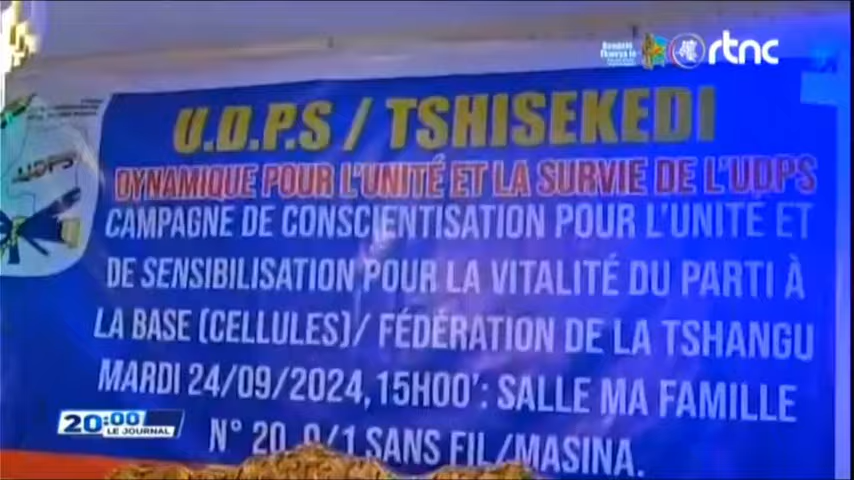 rtnc
U.D.P.S / TSHISEKEDI
UDPS
DYNAMIQUE POUR L'UNITÉ ET LA SURVIE DE L'UDPS
CAMPAGNE DE CONSCIENTISATION POUR L'UNITÉ ET
DE SENSIBILISATION POUR LA VITALITÉ DU PARTI À
LA BASE (CELLULES)/ FÉDÉRATION DE LA TSHANGU
MARDI 24/09/2024, 15H00': SALLE MA FAMILLE
N° 20 /1 SANS FIL/MASINA.
20:00
LE JOURNAL